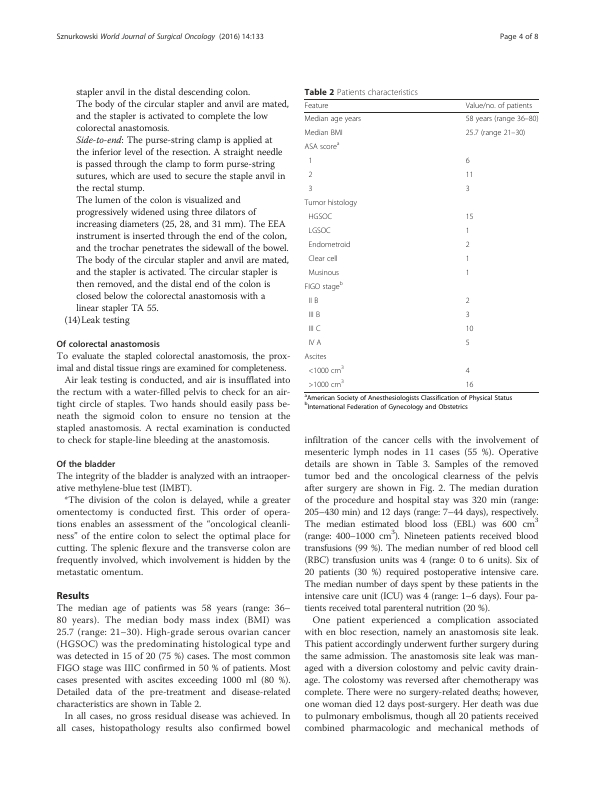 Sznurkowski World Journal of Surgical Oncology (2016) 14:133
Page 4 of 8
stapler anvil in the distal descending colon.
The body of the circular stapler and anvil are mated,
and the stapler is activated to complete the low
colorectal anastomosis.
Side-to-end: The purse-string clamp is applied at
the inferior level of the resection. A straight needle
is passed through the clamp to form purse-string
sutures, which are used to secure the staple anvil in
the rectal stump.
The lumen of the colon is visualized and
progressively widened using three dilators of
increasing diameters (25, 28, and 31 mm). The EEA
instrument is inserted through the end of the colon,
and the trochar penetrates the sidewall of the bowel.
The body of the circular stapler and anvil are mated,
and the stapler is activated. The circular stapler is
then removed, and the distal end of the colon is
closed below the colorectal anastomosis with a
linear stapler TA 55.
(14) Leak testing
Of colorectal anastomosis
To evaluate the stapled colorectal anastomosis, the prox-
imal and distal tissue rings are examined for completeness.
Air leak testing is conducted, and air is insufflated into
the rectum with a water-filled pelvis to check for an air-
tight circle of staples. Two hands should easily pass be-
neath the sigmoid colon to ensure no tension at the
stapled anastomosis. A rectal examination is conducted
to check for staple-line bleeding at the anastomosis.
Of the bladder
The integrity of the bladder is analyzed with an intraoper-
ative methylene-blue test (IMBT).
*The division of the colon is delayed, while a greater
omentectomy is conducted first. This order of opera-
tions enables an assessment of the “oncological cleanli-
ness” of the entire colon to select the optimal place for
cutting. The splenic flexure and the transverse colon are
frequently involved, which involvement is hidden by the
metastatic omentum.
Results
The median age of patients was 58 years (range: 36–
80 years). The median body mass index (BMI) was
25.7 (range: 21–30). High-grade serous ovarian cancer
(HGSOC) was the predominating histological type and
was detected in 15 of 20 (75 %) cases. The most common
FIGO stage was IIIC confirmed in 50 % of patients. Most
cases presented with ascites exceeding 1000 ml (80 %).
Detailed data of the pre-treatment and disease-related
characteristics are shown in Table 2.
In all cases, no gross residual disease was achieved. In
all cases, histopathology results also confirmed bowel
Table 2 Patients characteristics
Feature Value/no. of patients
Median age years 58 years (range 36–80)
Median BMI 25.7 (range 21–30)
ASA scoreᵃ
1 6
2 11
3 3
Tumor histology
HGSOC 15
LGSOC 1
Endometroid 2
Clear cell 1
Musinous 1
FIGO stageᵇ
II B 2
III B 3
III C 10
IV A 5
Ascites
<1000 cm³ 4
>1000 cm³ 16
ᵃAmerican Society of Anesthesiologists Classification of Physical Status
ᵇInternational Federation of Gynecology and Obstetrics
infiltration of the cancer cells with the involvement of
mesenteric lymph nodes in 11 cases (55 %). Operative
details are shown in Table 3. Samples of the removed
tumor bed and the oncological clearness of the pelvis
after surgery are shown in Fig. 2. The median duration
of the procedure and hospital stay was 320 min (range:
205–430 min) and 12 days (range: 7–44 days), respectively.
The median estimated blood loss (EBL) was 600 cm³
(range: 400–1000 cm³). Nineteen patients received blood
transfusions (99 %). The median number of red blood cell
(RBC) transfusion units was 4 (range: 0 to 6 units). Six of
20 patients (30 %) required postoperative intensive care.
The median number of days spent by these patients in the
intensive care unit (ICU) was 4 (range: 1–6 days). Four pa-
tients received total parenteral nutrition (20 %).
One patient experienced a complication associated
with en bloc resection, namely an anastomosis site leak.
This patient accordingly underwent further surgery during
the same admission. The anastomosis site leak was man-
aged with a diversion colostomy and pelvic cavity drain-
age. The colostomy was reversed after chemotherapy was
complete. There were no surgery-related deaths; however,
one woman died 12 days post-surgery. Her death was due
to pulmonary embolismus, though all 20 patients received
combined pharmacologic and mechanical methods of